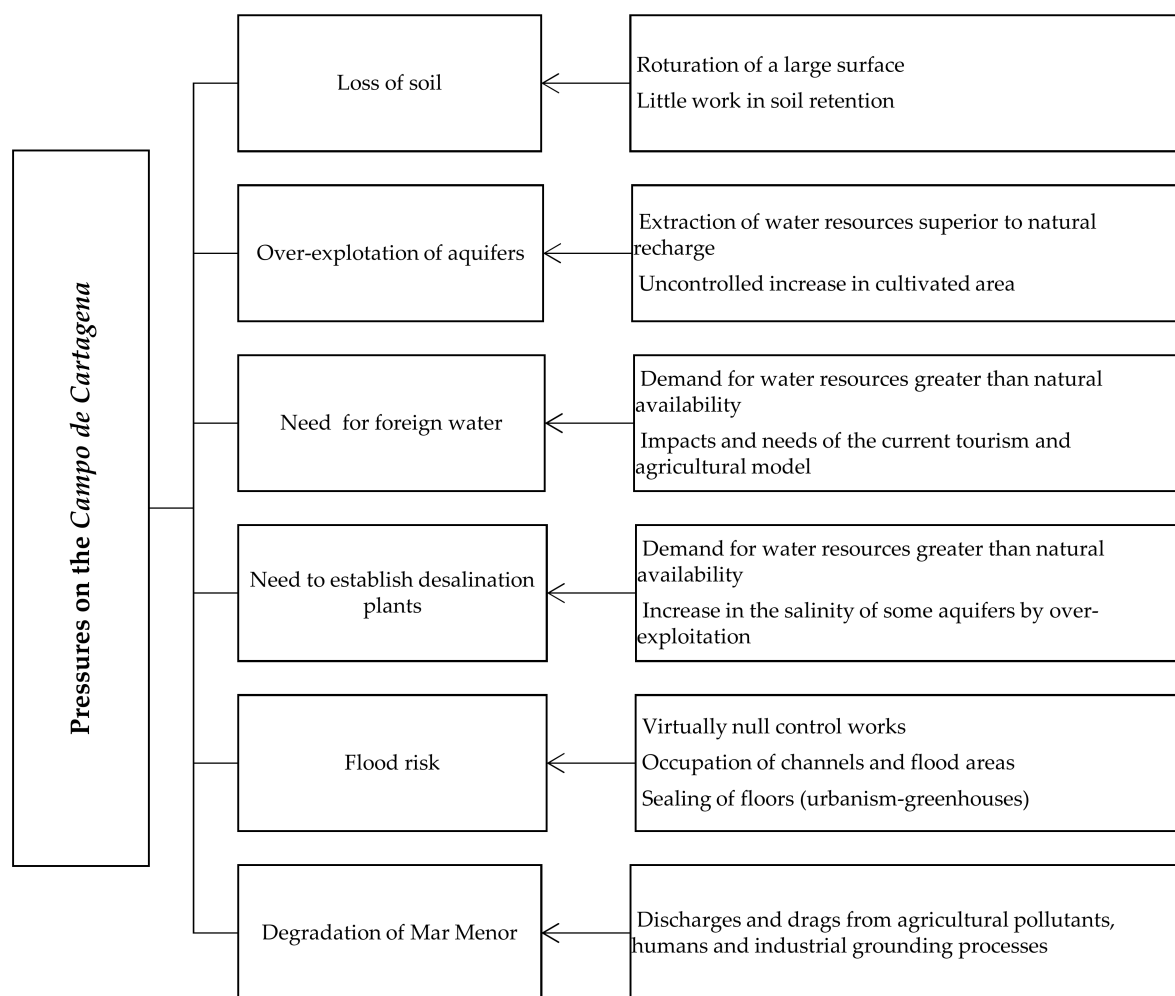 Pressures on the Campo de Cartagena
Loss of soil
Roturation of a large surface
Little work in soil retention
Over-explotation of aquifers
Extraction of water resources superior to natural
recharge
Uncontrolled increase in cultivated area
Need for foreign water
Demand for water resources greater than natural
availability
Impacts and needs of the current tourism and
agricultural model
Need to establish desalination
plants
Demand for water resources greater than natural
availability
Increase in the salinity of some aquifers by over-
exploitation
Flood risk
Virtually null control works
Occupation of channels and flood areas
Sealing of floors (urbanism-greenhouses)
Degradation of Mar Menor
Discharges and drags from agricultural pollutants,
humans and industrial grounding processes